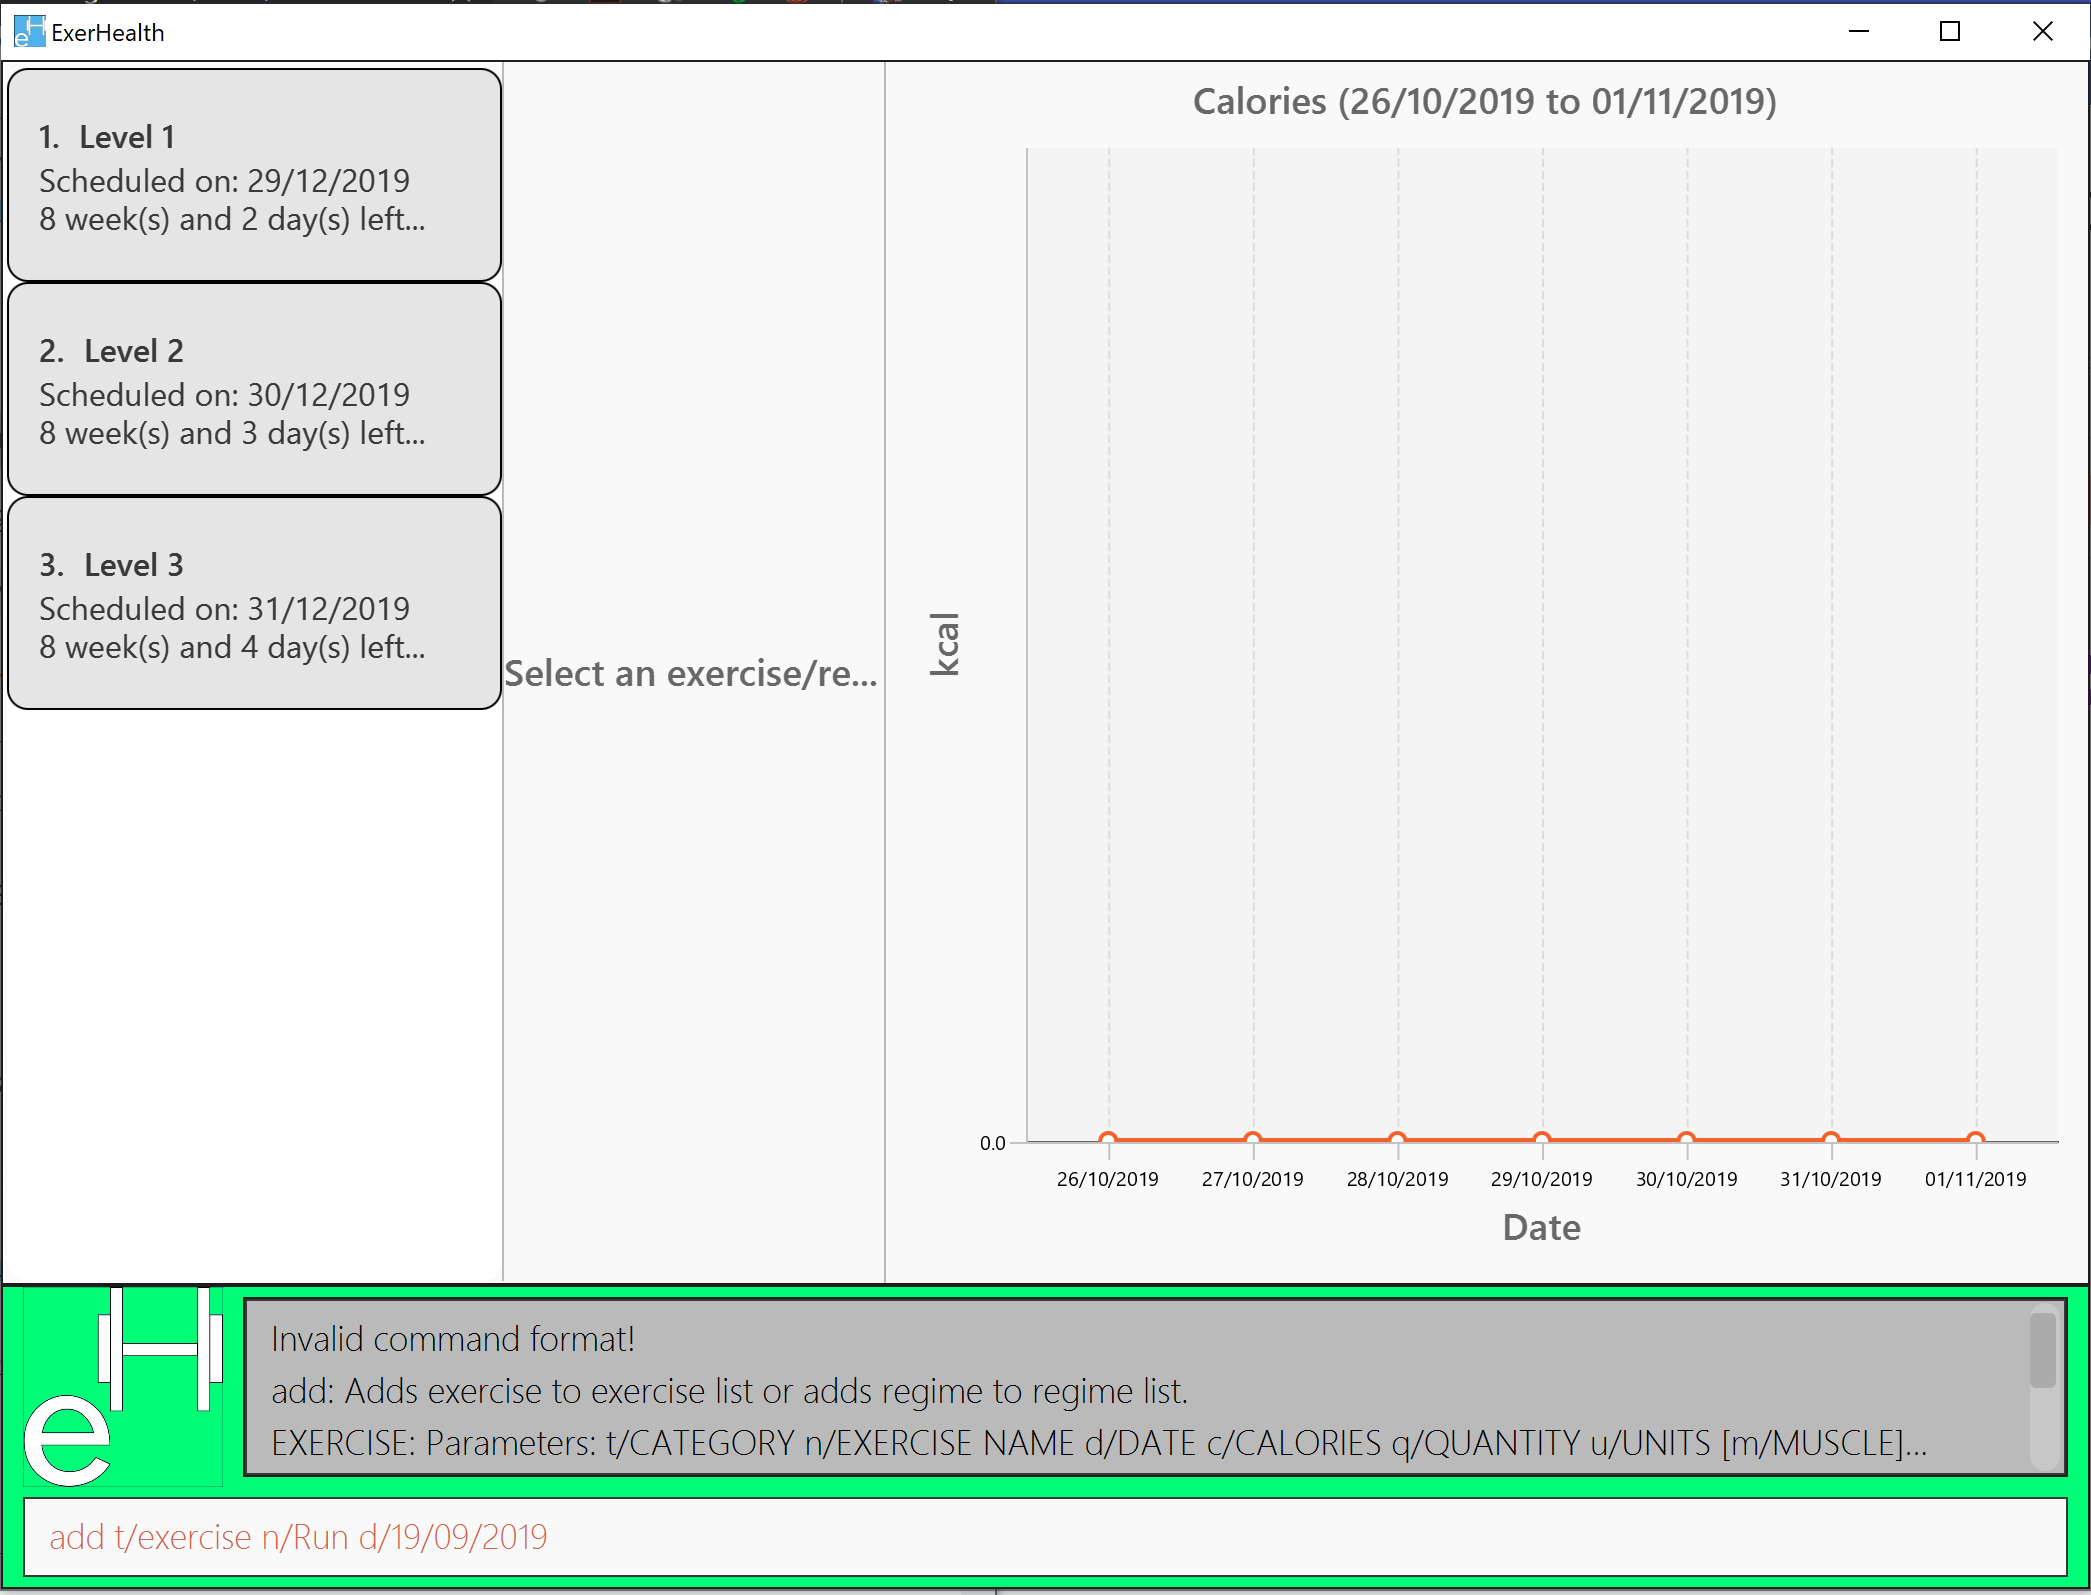 ExerHealth
1. Level 1
Scheduled on: 29/12/2019
8 week(s) and 2 day(s) left...
2. Level 2
Scheduled on: 30/12/2019
8 week(s) and 3 day(s) left...
3. Level 3
Scheduled on: 31/12/2019
8 week(s) and 4 day(s) left...
Select an exercise/re...
Calories (26/10/2019 to 01/11/2019)
kcal
0.0
26/10/2019 27/10/2019 28/10/2019 29/10/2019 30/10/2019 31/10/2019 01/11/2019
Date
eH
Invalid command format!
add: Adds exercise to exercise list or adds regime to regime list.
EXERCISE: Parameters: t/CATEGORY n/EXERCISE NAME d/DATE c/CALORIES q/QUANTITY u/UNITS [m/MUSCLE]...
add t/exercise n/Run d/19/09/2019